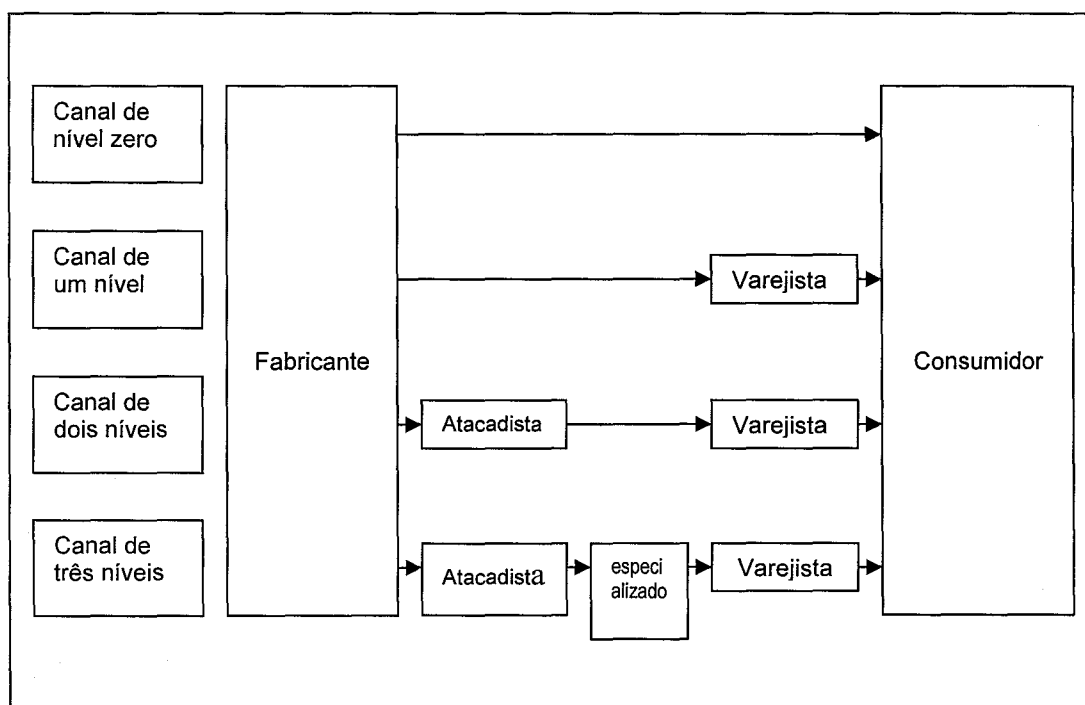 Canal de
nível zero
Canal de
um nível
Varejista
Fabricante
Consumidor
Canal de
dois níveis
Atacadista
Varejista
Canal de
três níveis
Atacadista
especi
alizado
Varejista